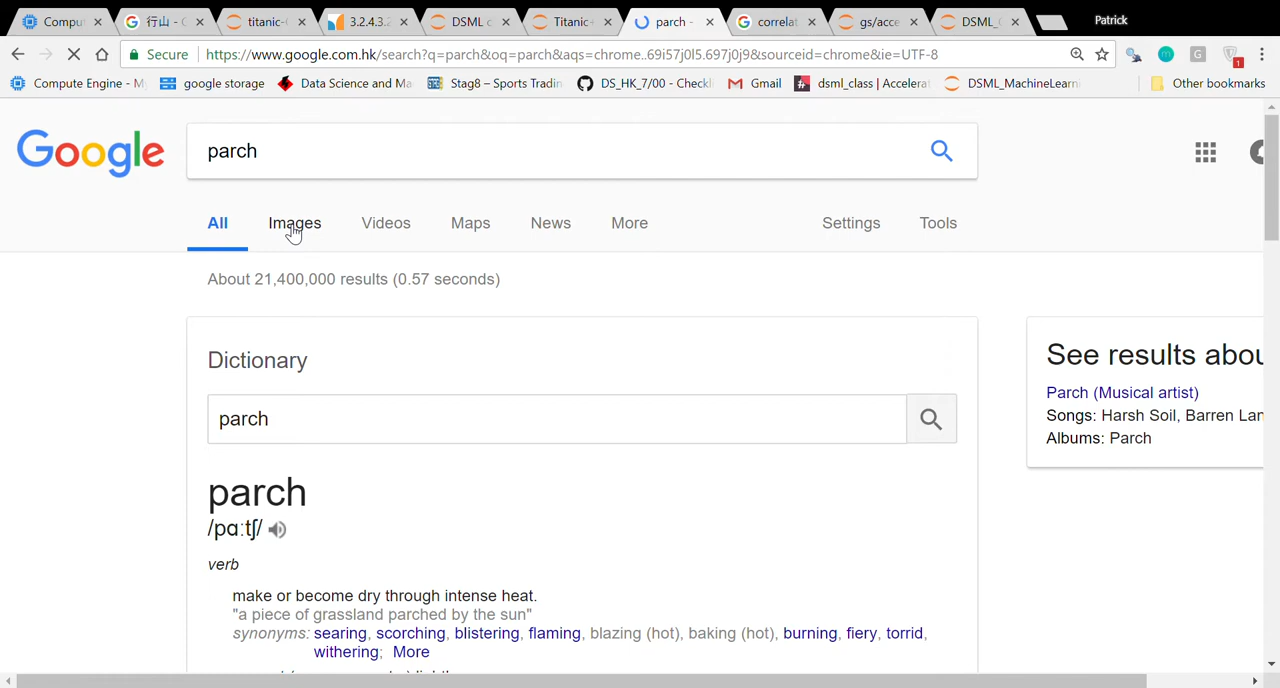 Comput
行山 - G
titanic-
3.2.4.3.
DSML c
Titanic
parch -
correlat
gs/acce
DSML_
Patrick
Secure
https://www.google.com.hk/search?q=parch&oq=parch&aqs=chrome..69i57j0l5.697j0j9&sourceid=chrome&ie=UTF-8
Compute Engine - M
google storage
Data Science and Ma
Stag8 – Sports Tradin
DS_HK_7/00 - Checkl
Gmail
dsml_class | Accelerat
DSML_MachineLearni
Other bookmarks
1
Google
parch
All
Images
Videos
Maps
News
More
Settings
Tools
About 21,400,000 results (0.57 seconds)
Dictionary
parch
parch
/pɑːtʃ/
verb
make or become dry through intense heat.
"a piece of grassland parched by the sun"
synonyms: searing, scorching, blistering, flaming, blazing (hot), baking (hot), burning, fiery, torrid,
withering; More
See results abou
Parch (Musical artist)
Songs: Harsh Soil, Barren Lan
Albums: Parch